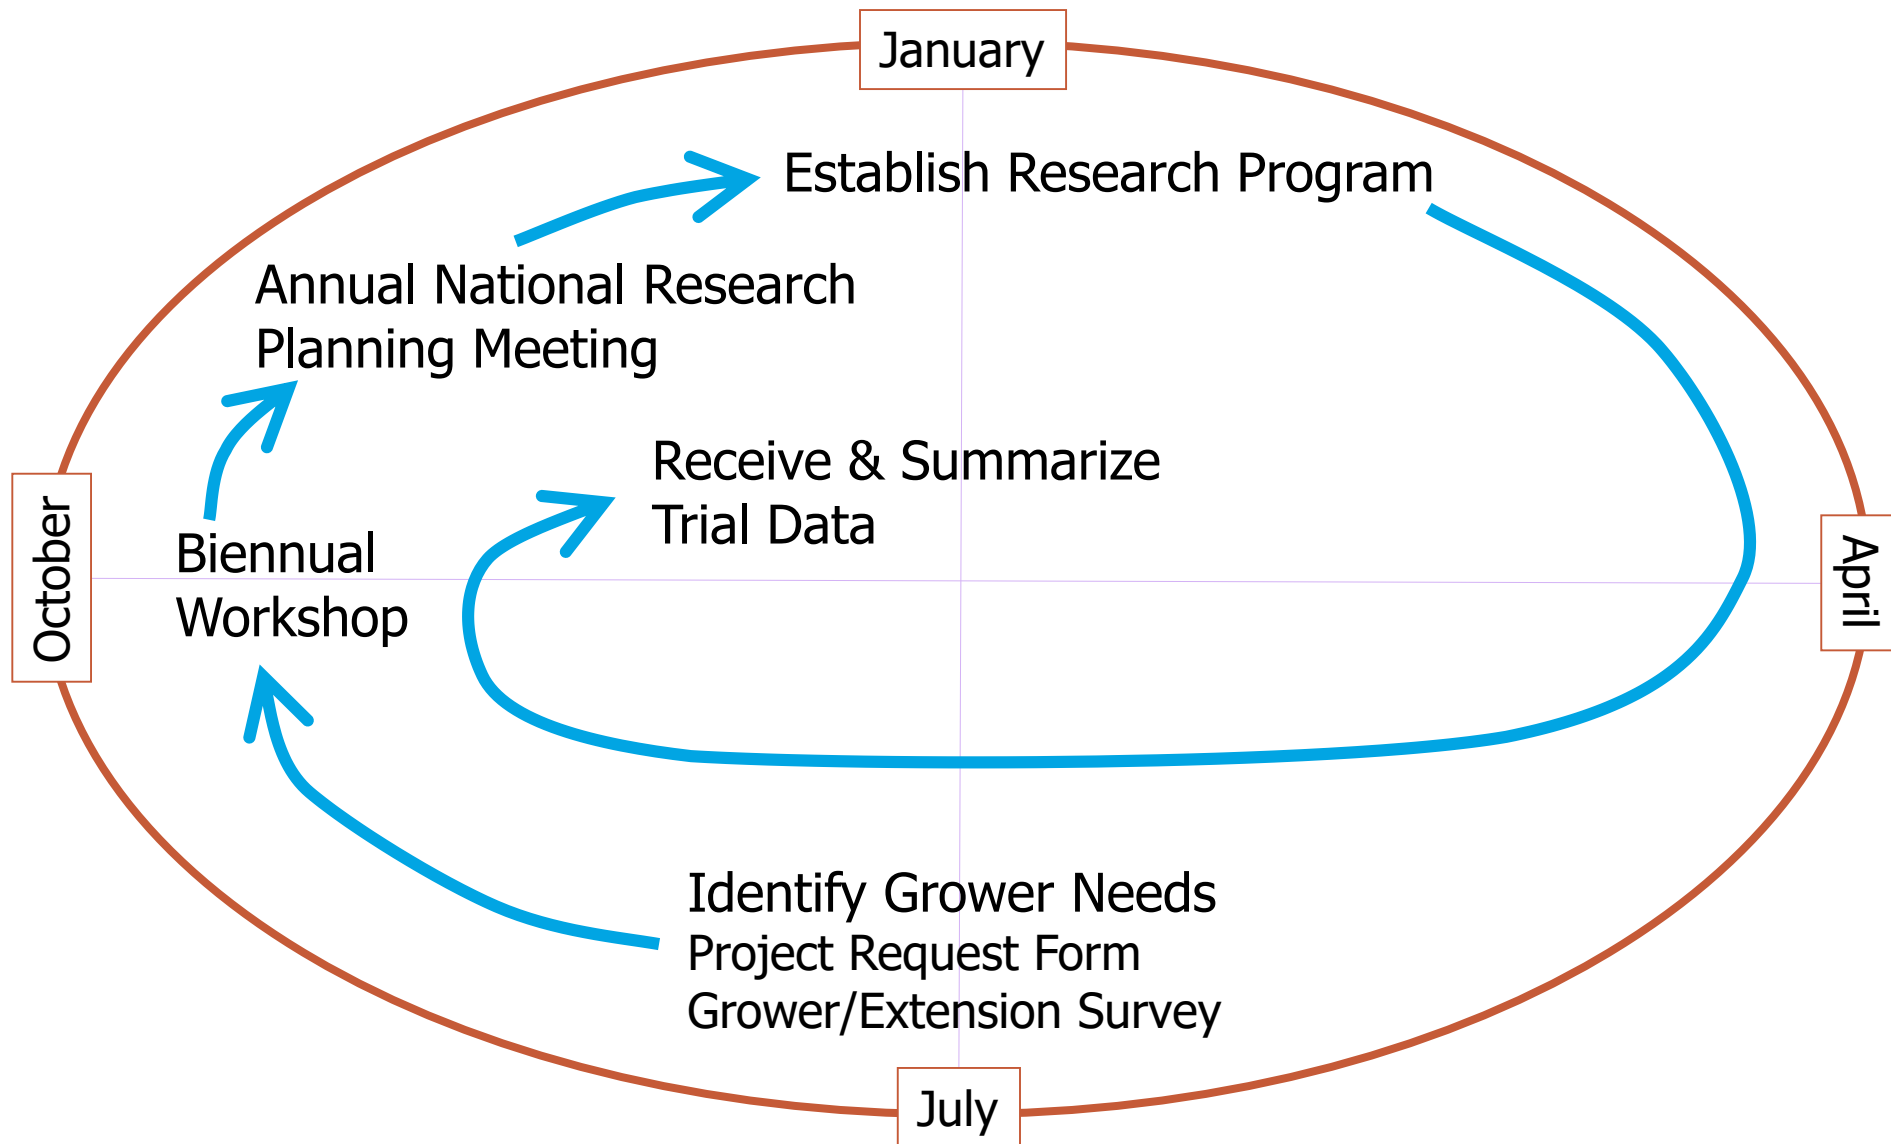 January
Establish Research Program
Annual National Research
Planning Meeting
Receive & Summarize
Trial Data
October
Biennual
Workshop
April
Identify Grower Needs
Project Request Form
Grower/Extension Survey
July